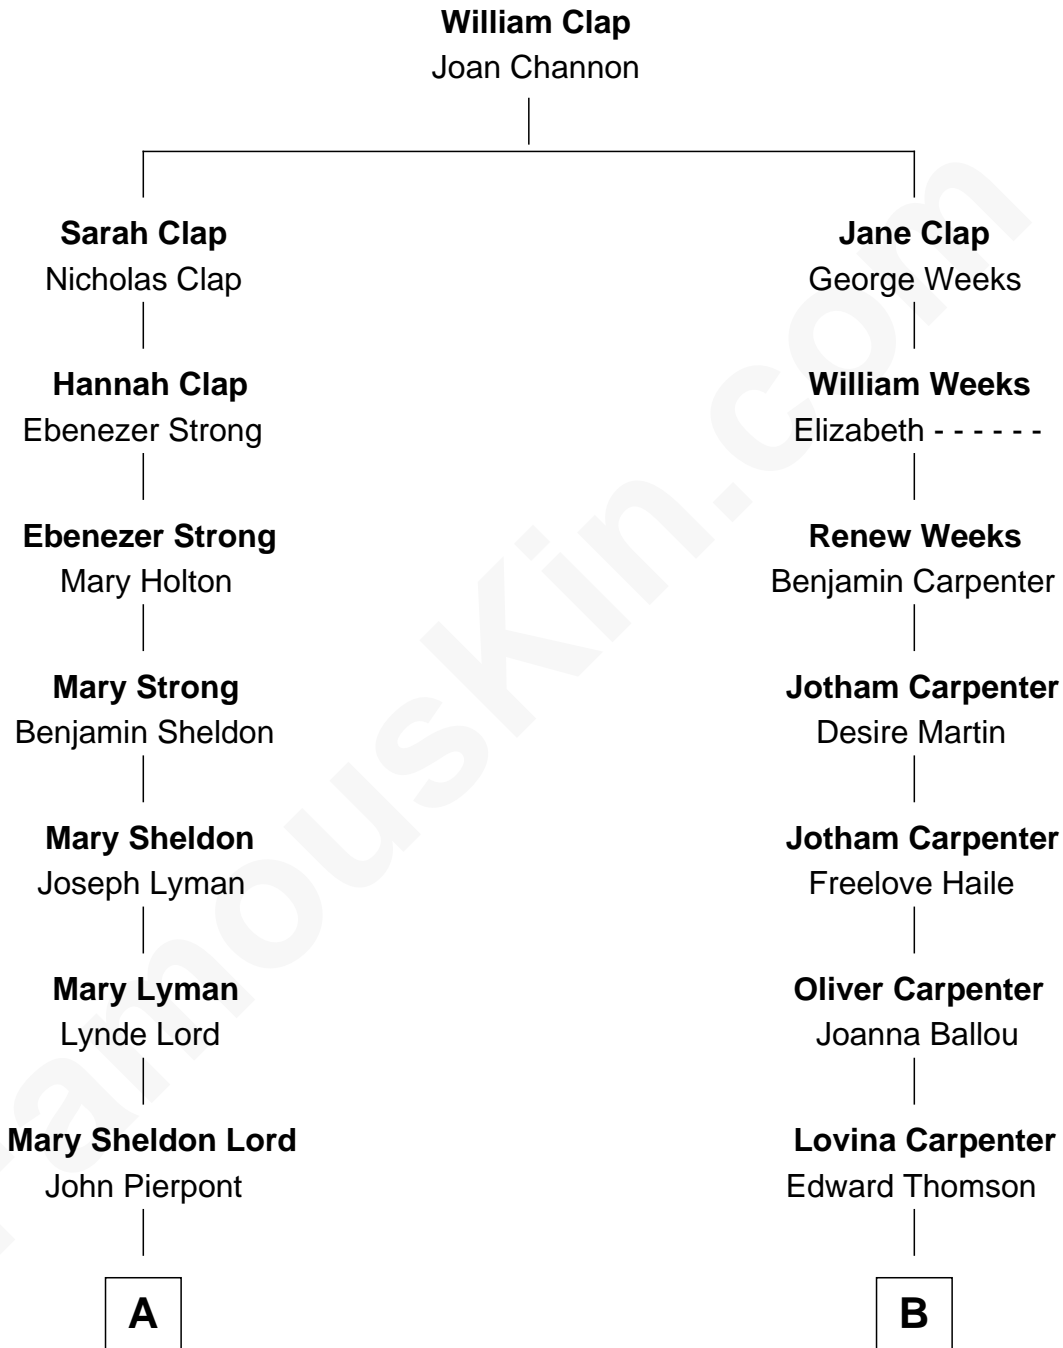 William Clap
Joan Channon
Sarah Clap
Nicholas Clap
Hannah Clap
Ebenezer Strong
Ebenezer Strong
Mary Holton
Mary Strong
Benjamin Sheldon
Mary Sheldon
Joseph Lyman
Mary Lyman
Lynde Lord
Mary Sheldon Lord
John Pierpont
A
Jane Clap
George Weeks
William Weeks
Elizabeth - - - - - -
Renew Weeks
Benjamin Carpenter
Jotham Carpenter
Desire Martin
Jotham Carpenter
Freelove Haile
Oliver Carpenter
Joanna Ballou
Lovina Carpenter
Edward Thomson
B
FamousKin.com